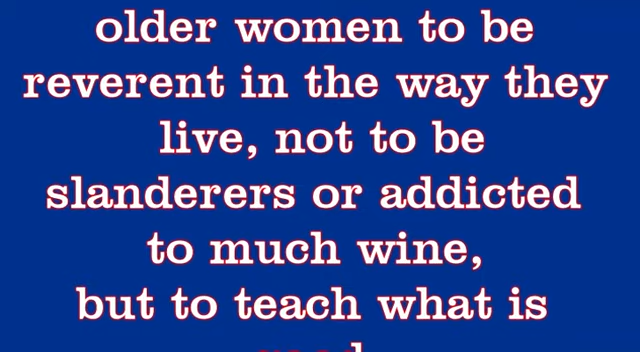 older women to be
reverent in the way they
live, not to be
slanderers or addicted
to much wine,
but to teach what is